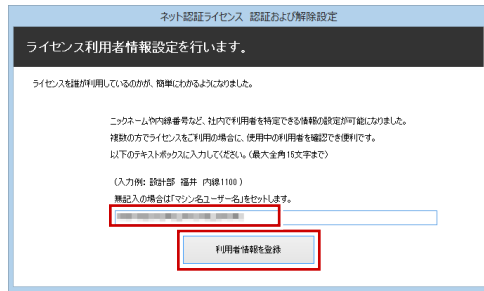 ネット認証ライセンス 認証および解除設定
ライセンス利用者情報設定を行います。
ライセンスを誰が利用しているのかが、簡単にわかるようになりました。
ニックネームや内線番号など、社内で利用者を特定できる情報の設定が可能になりました。
複数の方でライセンスをご利用の場合に、使用中の利用者を確認でき便利です。
以下のテキストボックスに入力してください。(最大全角15文字まで)
(入力例: 設計部 福井 内線1100)
無記入の場合は「マシン名ユーザー名」をセットします。
利用者情報を登録